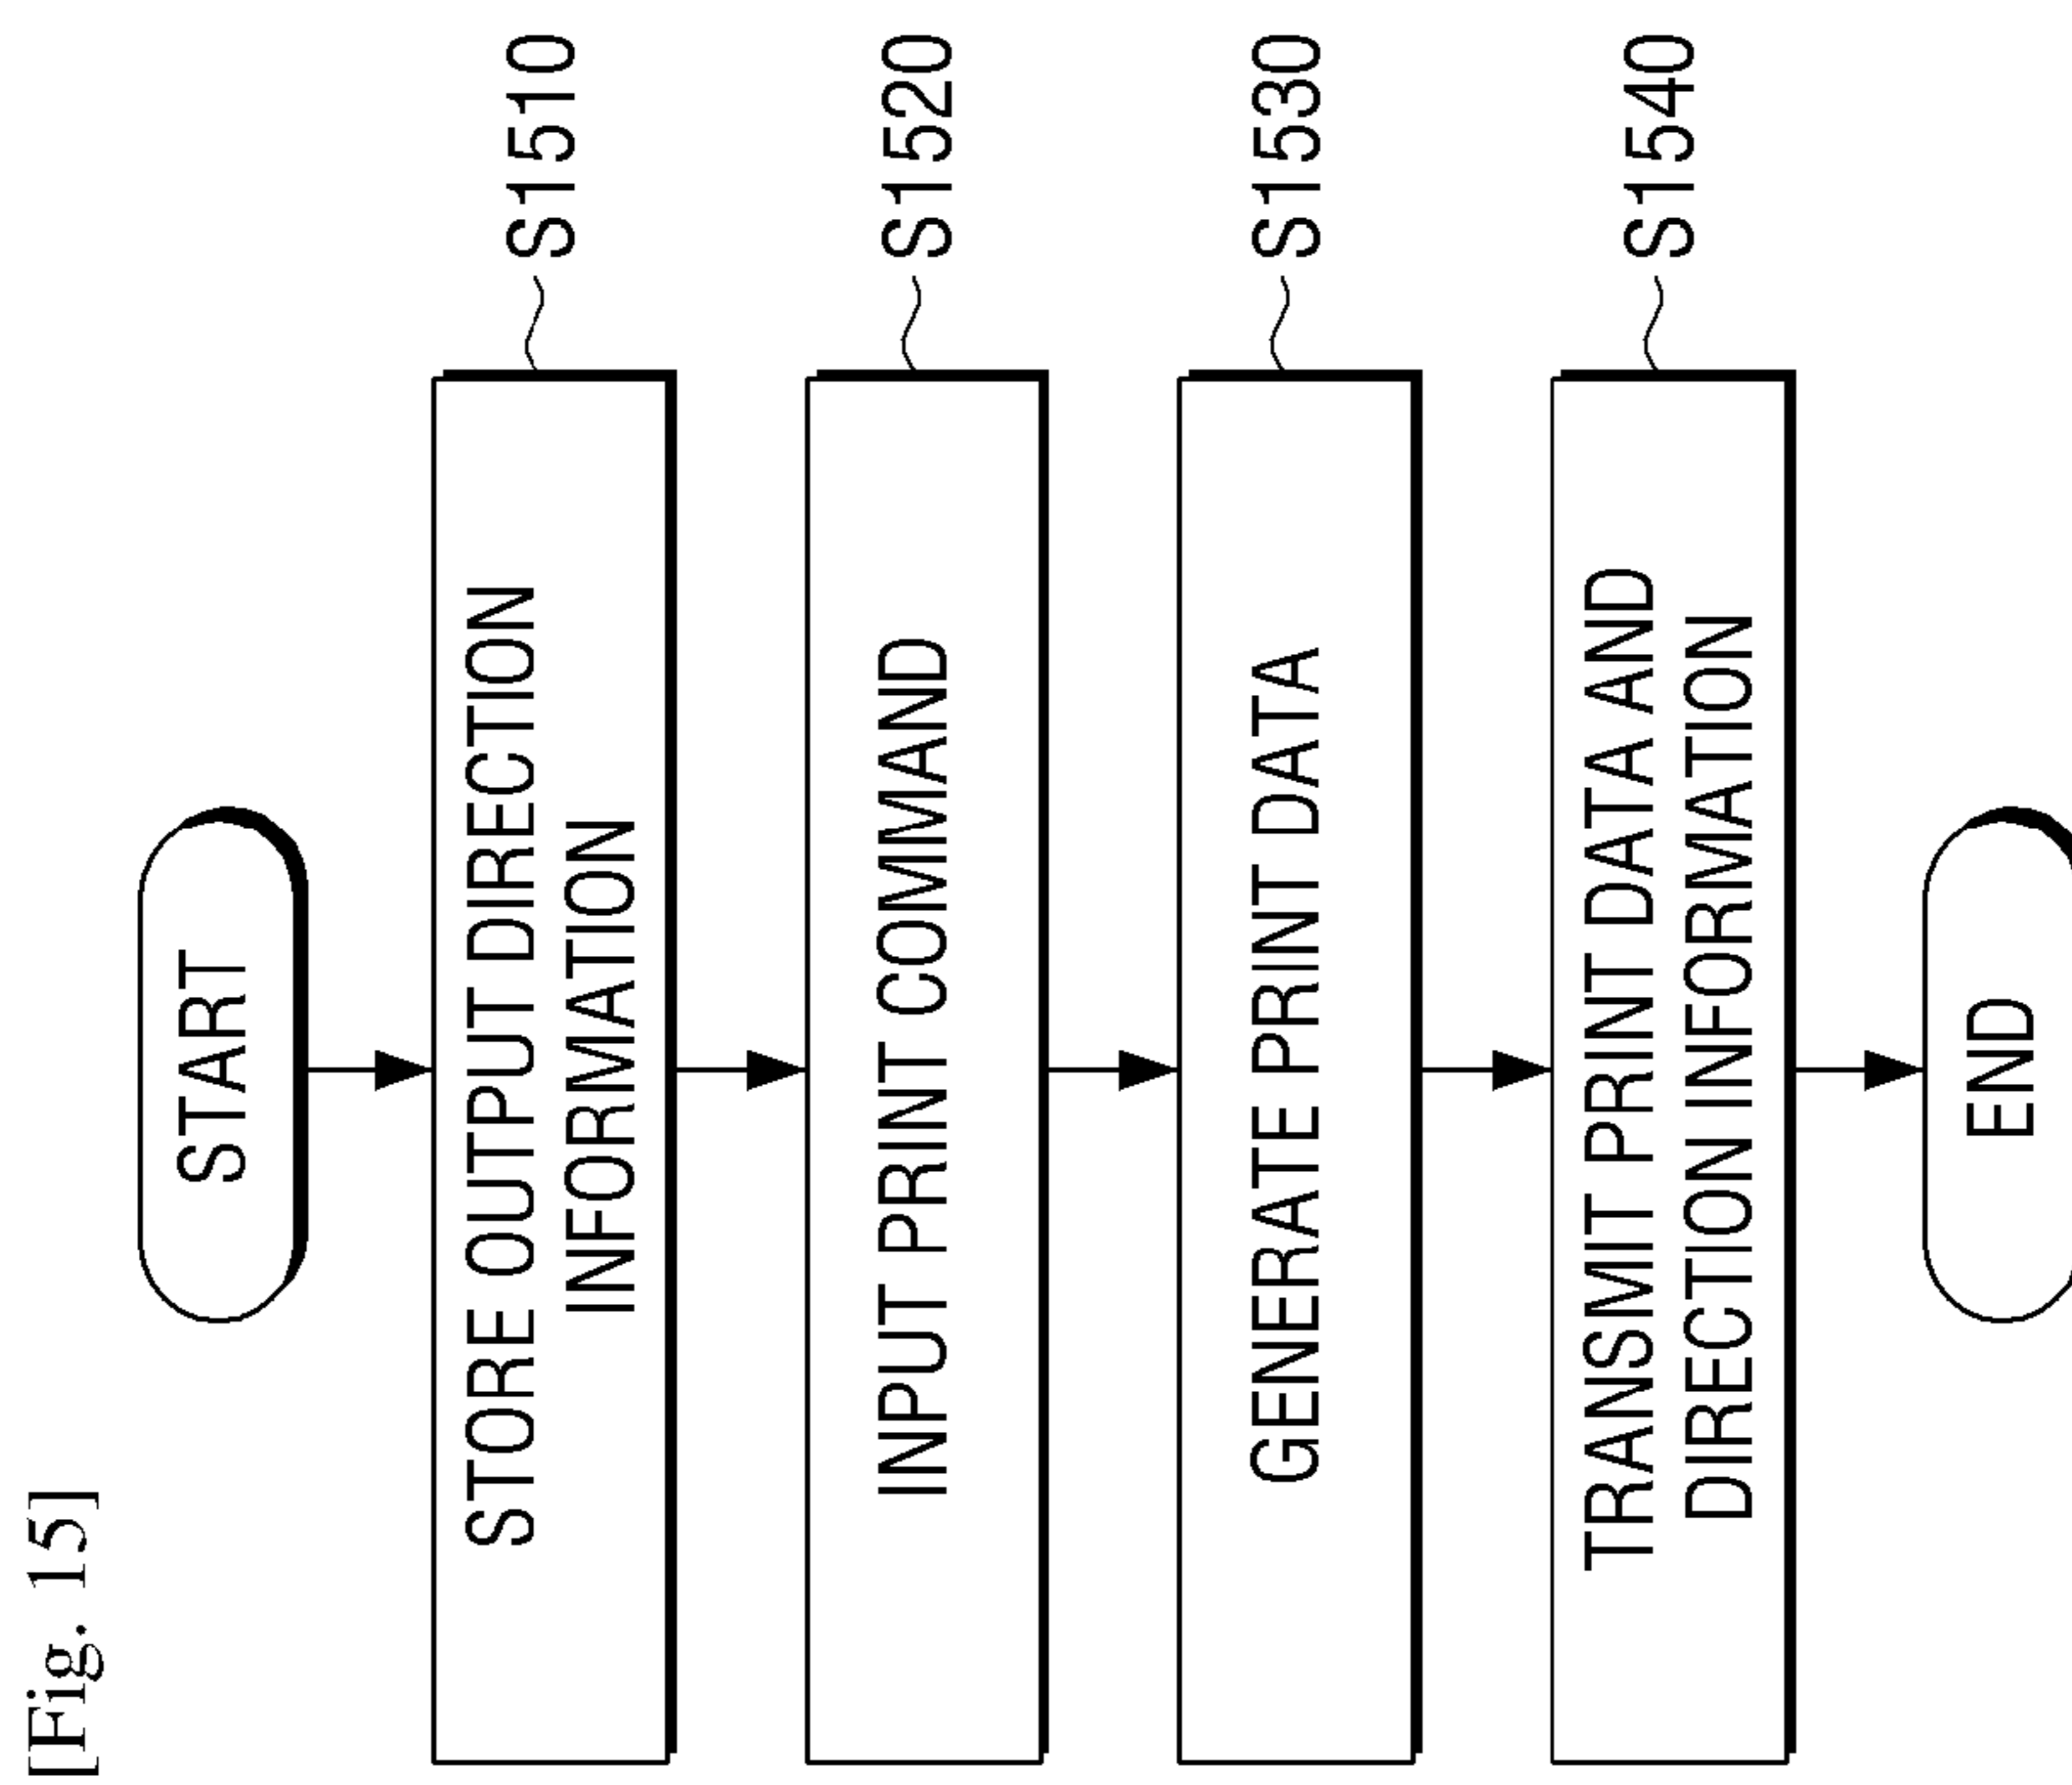 [Fig. 15]
START
STORE OUTPUT DIRECTION
INFORMATION
S1510
INPUT PRINT COMMAND
S1520
GENERATE PRINT DATA
S1530
TRANSMIT PRINT DATA AND
DIRECTION INFORMATION
S1540
END